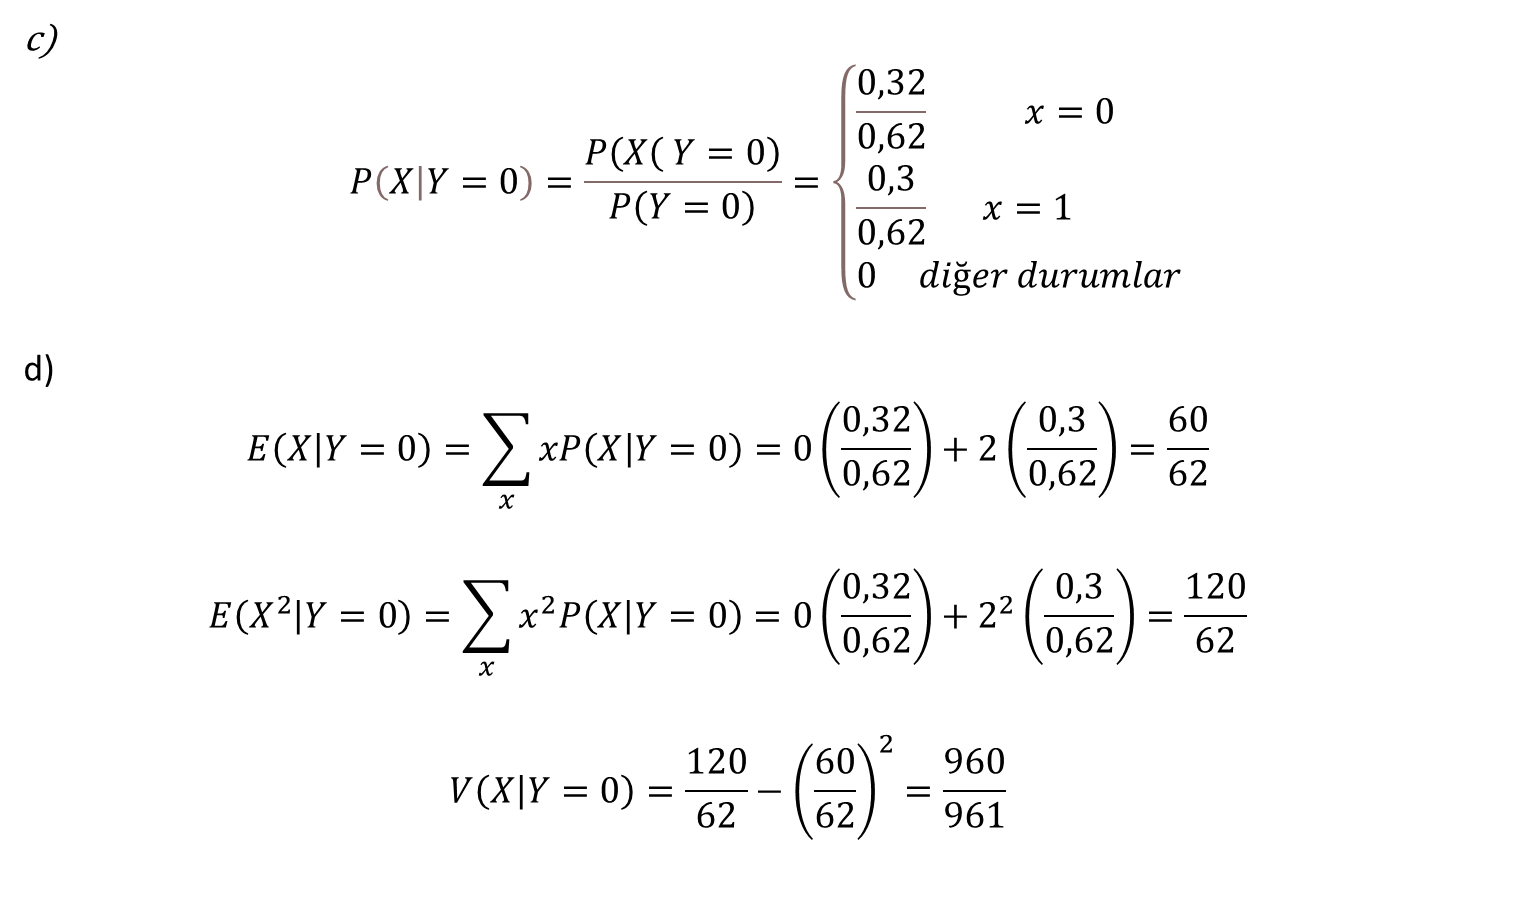 c)
P(X|Y = 0) = P(X( Y = 0) / P(Y = 0) = { 0,32 / 0,62 x = 0
0,3 / 0,62 x = 1
0 diğer durumlar
d)
E(X|Y = 0) = ∑x xP(X|Y = 0) = 0 (0,32 / 0,62) + 2 (0,3 / 0,62) = 60 / 62
E(X²|Y = 0) = ∑x x²P(X|Y = 0) = 0 (0,32 / 0,62) + 2² (0,3 / 0,62) = 120 / 62
V(X|Y = 0) = 120 / 62 − (60 / 62)² = 960 / 961